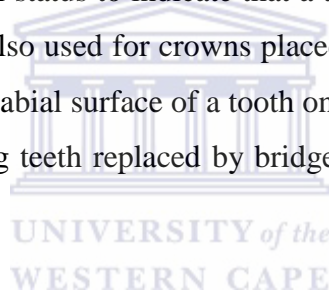 status to indicate that a
lso used for crowns place
abial surface of a tooth on
g teeth replaced by bridge
UNIVERSITY of the
WESTERN CAPE